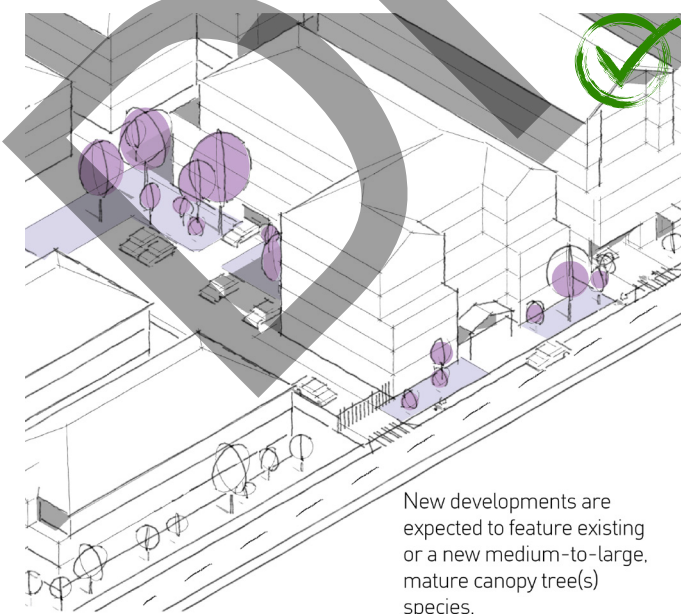 New developments are
expected to feature existing
or a new medium-to-large,
mature canopy tree(s)
species.